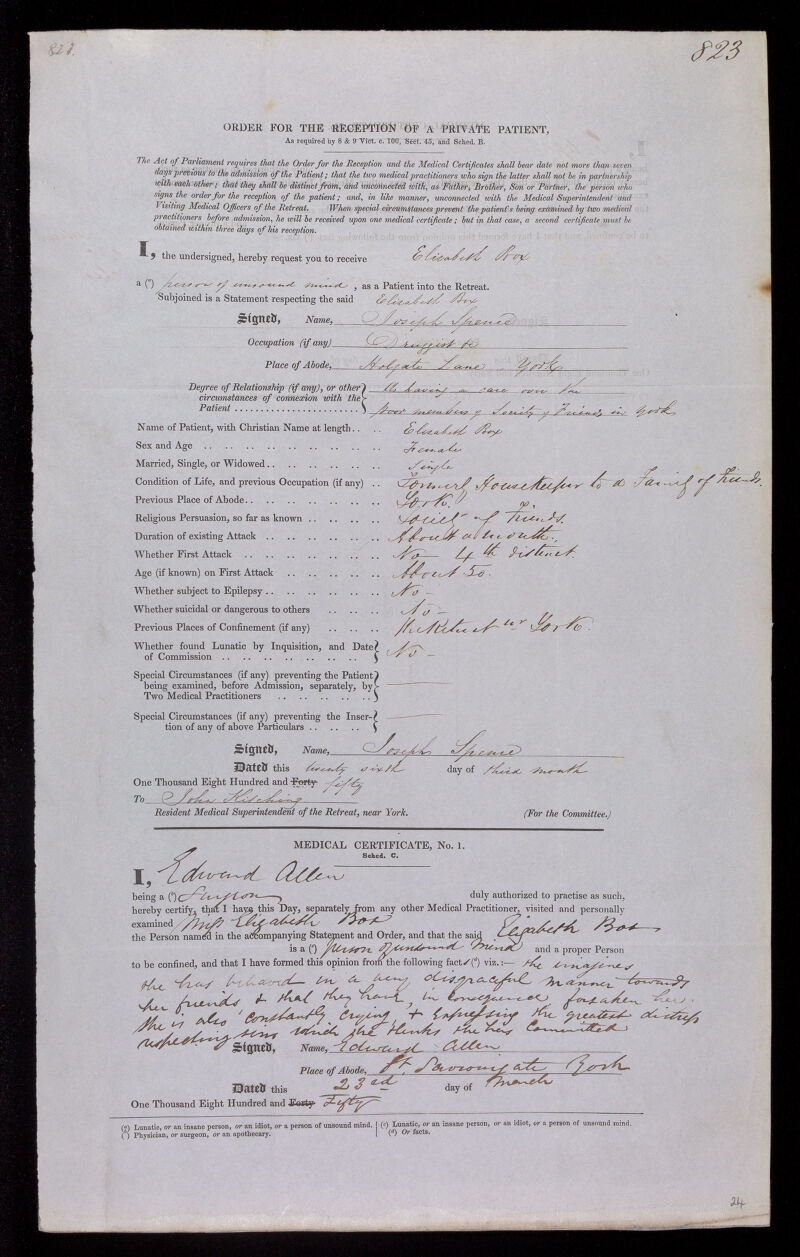 823.
823
ORDER FOR THE RECEPTION OF A PRIVATE PATIENT,
As required by 8 & 9 Vict. c. 100, Sect. 45, and Sched. B.
The Act of Parliament requires that the Order for the Reception and the Medical Certificates shall bear date not more than seven
days previous to the admission of the Patient; that the two medical practitioners who sign the latter shall not be in partnership
with each other; that they shall be distinct from, and unconnected with, as Father, Brother, Son or Partner, the person who
signs the order for the reception of the patient; and, in like manner, unconnected with the Medical Superintendent and
Visiting Medical Officers of the Retreat. When special circumstances prevent the patient's being examined by two medical
practitioners before admission, he will be received upon one medical certificate; but in that case, a second certificate must be
obtained within three days of his reception.
I, the undersigned, hereby request you to receive Elizabeth Box
a (a) person of unsound mind, as a Patient into the Retreat.
Subjoined is a Statement respecting the said Elizabeth Box
Signed, Name, Joseph Spence
Occupation (if any) Druggist &c
Place of Abode, Holgate Lane York
Degree of Relationship (if any), or other circumstances of connexion with the Patient As having a care over the
poor members of Society of Friends in York
Name of Patient, with Christian Name at length Elizabeth Box
Sex and Age Female
Married, Single, or Widowed Single
Condition of Life, and previous Occupation (if any) Formerly Housekeeper to a Family of Friends.
Previous Place of Abode York.
Religious Persuasion, so far as known Society of Friends.
Duration of existing Attack About a month.
Whether First Attack No – 4th distinct
Age (if known) on First Attack About 50.
Whether subject to Epilepsy No –
Whether suicidal or dangerous to others No –
Previous Places of Confinement (if any) The Retreat nr York.
Whether found Lunatic by Inquisition, and Date of Commission No –
Special Circumstances (if any) preventing the Patient being examined, before Admission, separately, by Two Medical Practitioners ——
Special Circumstances (if any) preventing the Insertion of any of above Particulars ——
Signed, Name, Joseph Spence
Dated this twenty sixth day of third month
One Thousand Eight Hundred and Forty fifty
To John Kitching
Resident Medical Superintendent of the Retreat, near York. (For the Committee.)
MEDICAL CERTIFICATE, No. 1.
Sched. C.
I, Edward Allen
being a (b) Surgeon duly authorized to practise as such,
hereby certify, that I have this Day, separately from any other Medical Practitioner, visited and personally
examined Miss Elizabeth Box
the Person named in the accompanying Statement and Order, and that the said Elizabeth Box
is a (c) person of unsound mind and a proper Person
to be confined, and that I have formed this opinion from the following facts (d) viz.:— she imagines
she has behaved in a very disgraceful manner towards
her friends & that they have, in consequence forsaken her.
She is also constantly crying & expressing the greatest distress
respecting sins which she thinks she has committed
Signed, Name, Edward Allen
Place of Abode, St. Saviourgate York
Dated this 23rd day of March
One Thousand Eight Hundred and Forty Fifty
(a) Lunatic, or an insane person, or an idiot, or a person of unsound mind.
(b) Physician, or surgeon, or an apothecary.
(c) Lunatic, or an insane person, or an idiot, or a person of unsound mind.
(d) Or facts.
24